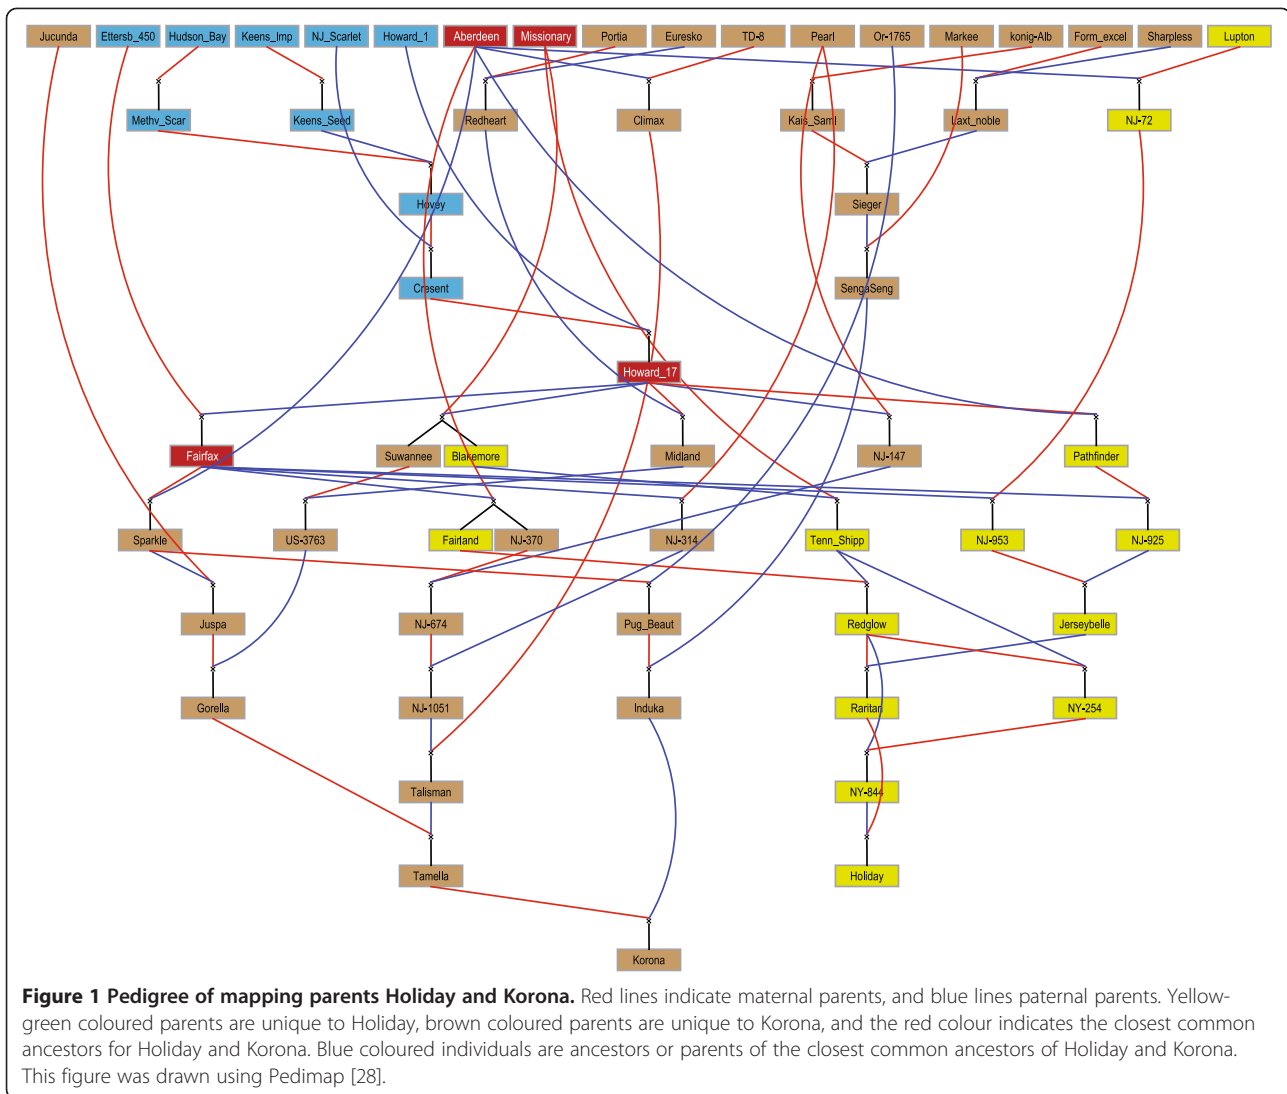 Jucunda Ettersb_450 Hudson_Bay Keens_Imp NJ_Scarlet Howard_1 Aberdeen Missionary Portia Euresko TD-8 Pearl Or-1765 Markee konig-Alb Form_excel Sharpless Lupton
Methv_Scar Keens_Seed Redheart Climax Kais_Saml Laxt_noble NJ-72
Hovey Sieger
Cresent SengaSeng
Howard_17
Fairfax Suwannee Blakemore Midland NJ-147 Pathfinder
Sparkle US-3763 Fairland NJ-370 NJ-314 Tenn_Shipp NJ-953 NJ-925
Juspa NJ-674 Pug_Beaut Redglow Jerseybelle
Gorella NJ-1051 Induka Raritan NY-254
Talisman NY-844
Tamella Holiday
Korona
Figure 1 Pedigree of mapping parents Holiday and Korona. Red lines indicate maternal parents, and blue lines paternal parents. Yellow-
green coloured parents are unique to Holiday, brown coloured parents are unique to Korona, and the red colour indicates the closest common
ancestors for Holiday and Korona. Blue coloured individuals are ancestors or parents of the closest common ancestors of Holiday and Korona.
This figure was drawn using Pedimap [28].